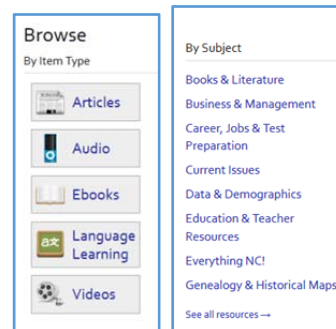 Browse
By Item Type
Articles
Audio
Ebooks
Language
Learning
Videos
By Subject
Books & Literature
Business & Management
Career, Jobs & Test
Preparation
Current Issues
Data & Demographics
Education & Teacher
Resources
Everything NC!
Genealogy & Historical Maps
See all resources →